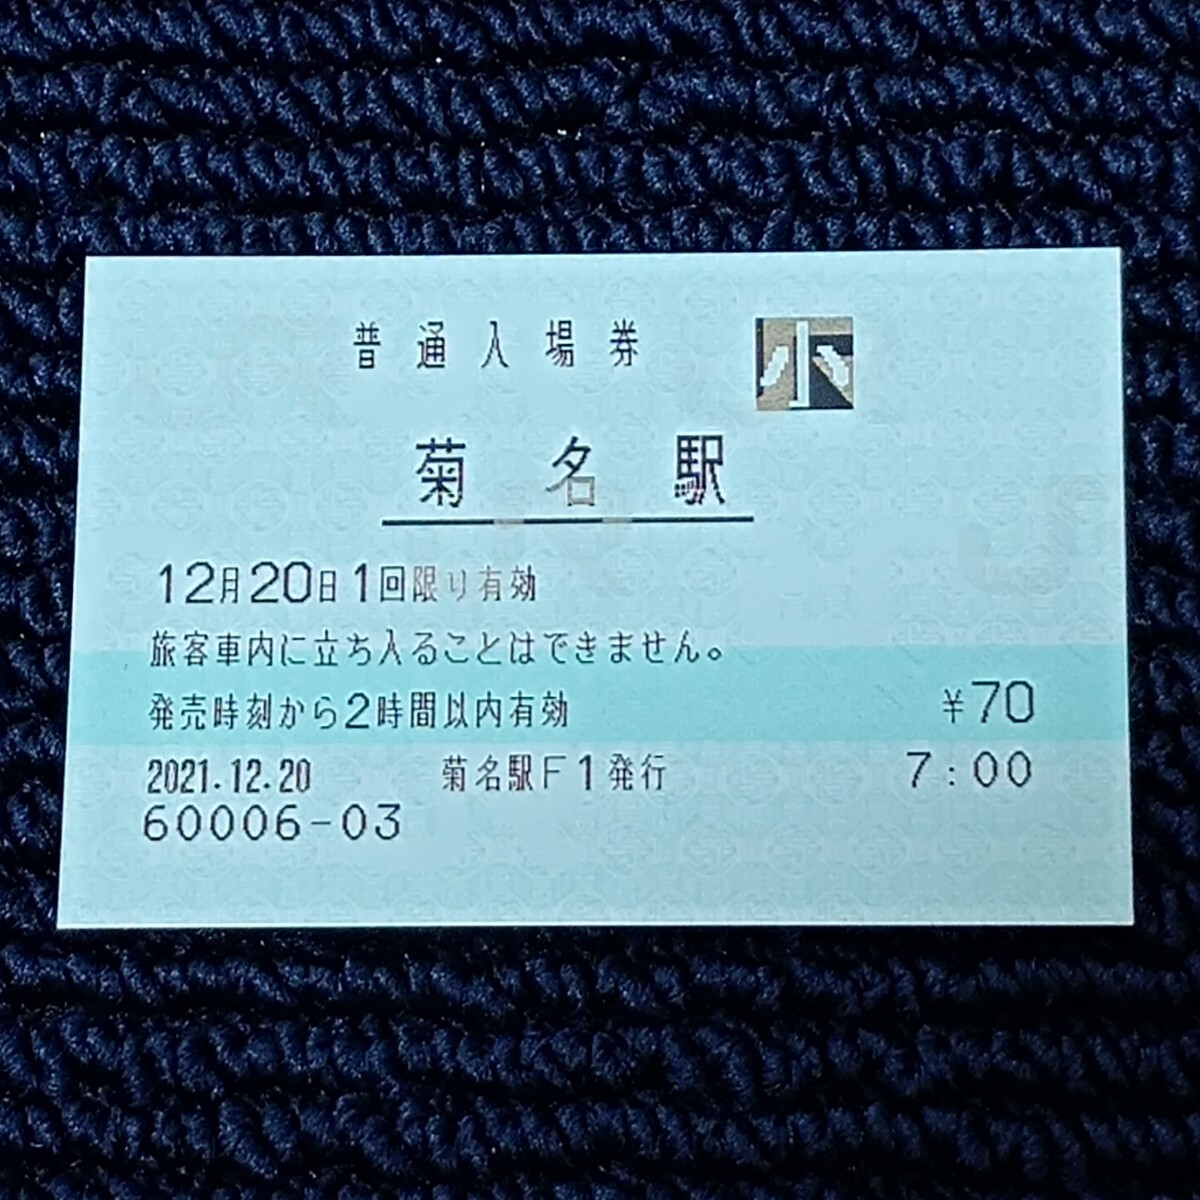 普通入場券 小
菊名駅
12月20日1回限り有効
旅客車内に立ち入ることはできません。
発売時刻から2時間以内有効 ¥70
2021.12.20 菊名駅F1発行 7:00
60006-03